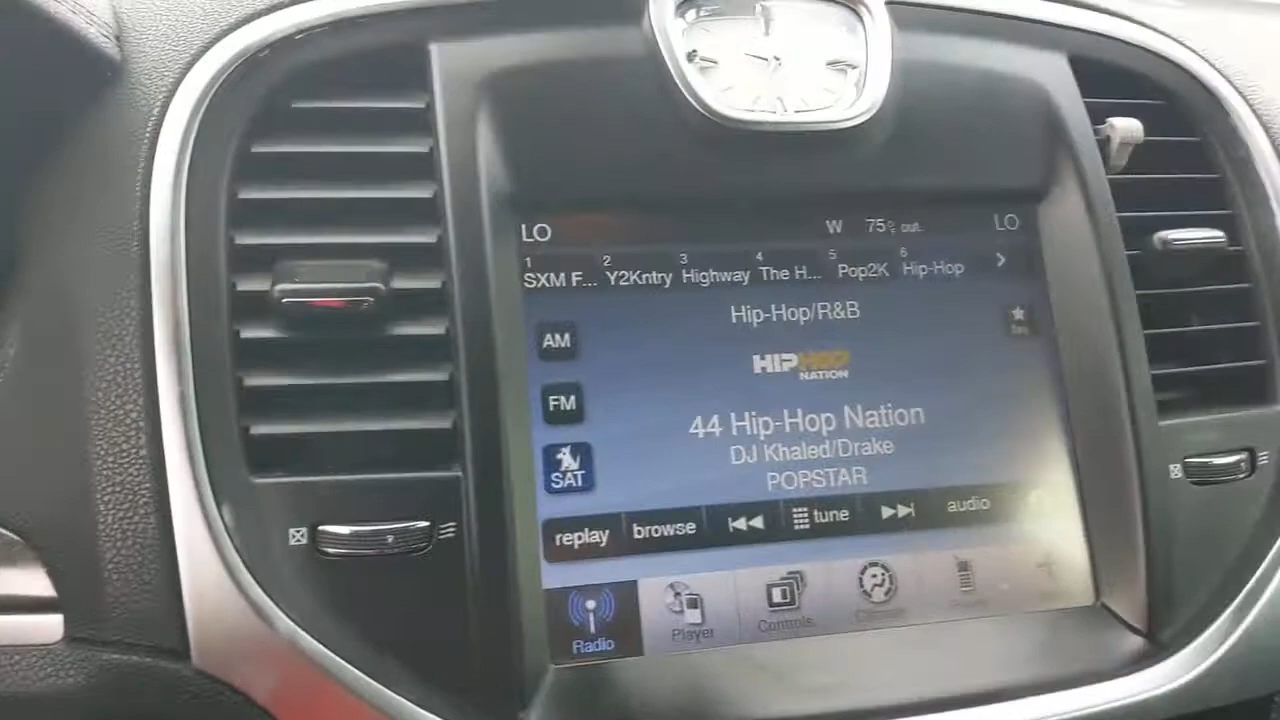 LO W 75°F out. LO
1 2 3 4 5 6
SXM F... Y2Kntry Highway The H... Pop2K Hip-Hop >
Hip-Hop/R&B
AM
HIPHOP
NATION
FM
44 Hip-Hop Nation
DJ Khaled/Drake
SAT
POPSTAR
replay browse tune audio
Radio Player Controls